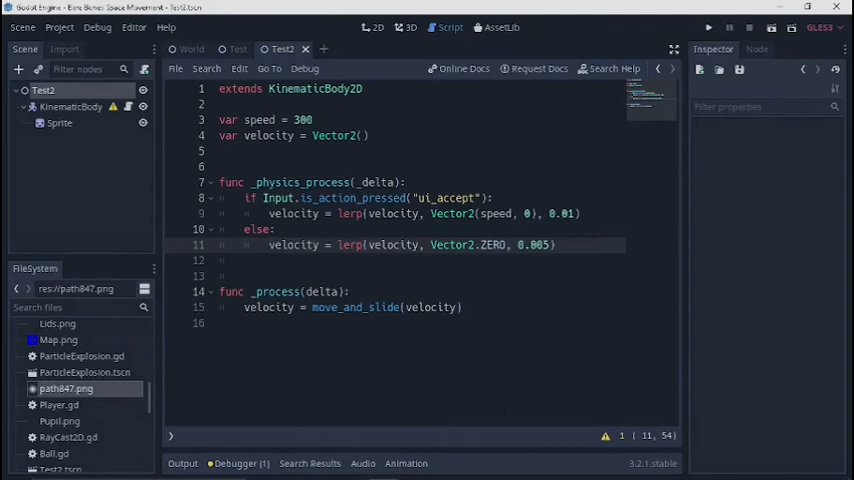 Godot Engine - Bare Bones Space Movement - Test2.tscn
Scene Project Debug Editor Help
2D 3D Script AssetLib
GLES3
Scene Import
World Test Test2
Inspector Node
Filter nodes
File Search Edit Go To Debug
Online Docs Request Docs Search Help
Test2
KinematicBody
Sprite
Filter properties
1 extends KinematicBody2D
2
3 var speed = 300
4 var velocity = Vector2()
5
6
7 func _physics_process(_delta):
8 if Input.is_action_pressed("ui_accept"):
9 velocity = lerp(velocity, Vector2(speed, 0), 0.01)
10 else:
11 velocity = lerp(velocity, Vector2.ZERO, 0.005)
12
13
14 func _process(delta):
15 velocity = move_and_slide(velocity)
16
FileSystem
res://path847.png
Search files
Lids.png
Map.png
ParticleExplosion.gd
ParticleExplosion.tscn
path847.png
Player.gd
Pupil.png
RayCast2D.gd
Ball.gd
Test2.tscn
1 ( 11, 54)
Output Debugger (1) Search Results Audio Animation
3.2.1.stable